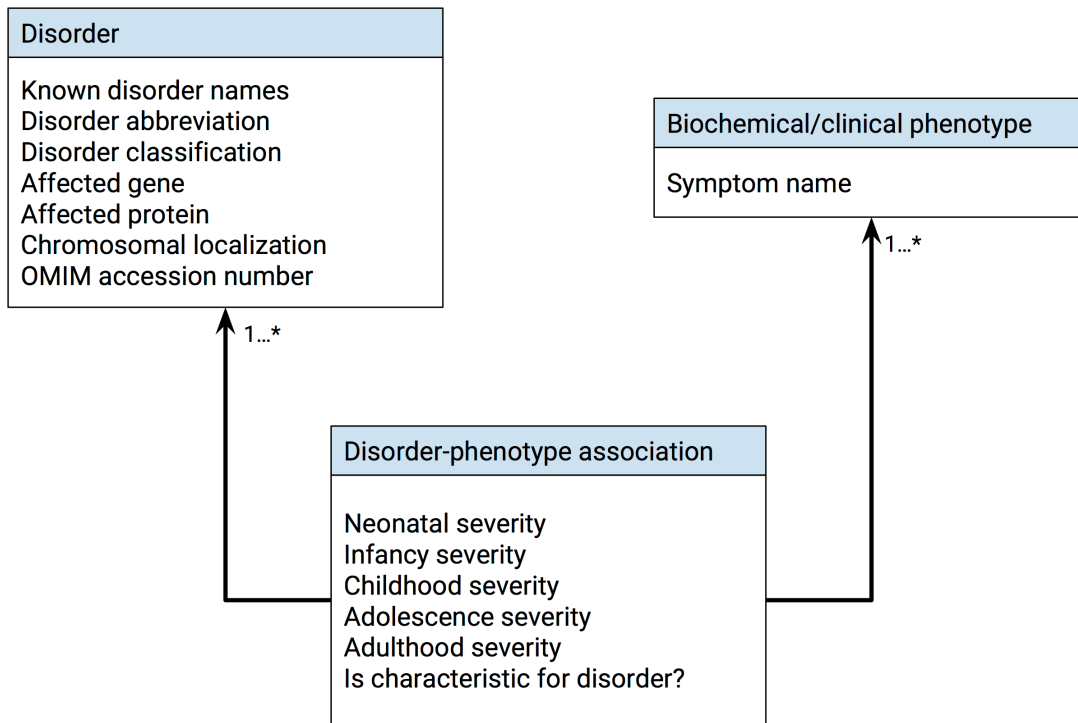 Disorder
Known disorder names
Disorder abbreviation
Disorder classification
Affected gene
Affected protein
Chromosomal localization
OMIM accession number
1...*
Biochemical/clinical phenotype
Symptom name
1...*
Disorder-phenotype association
Neonatal severity
Infancy severity
Childhood severity
Adolescence severity
Adulthood severity
Is characteristic for disorder?